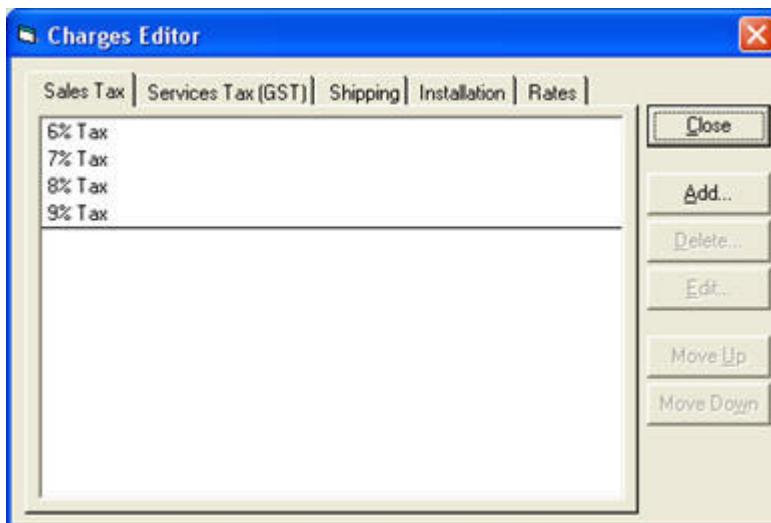 Charges Editor
Sales Tax Services Tax (GST) Shipping Installation Rates
6% Tax
7% Tax
8% Tax
9% Tax
Close
Add...
Delete...
Edit...
Move Up
Move Down